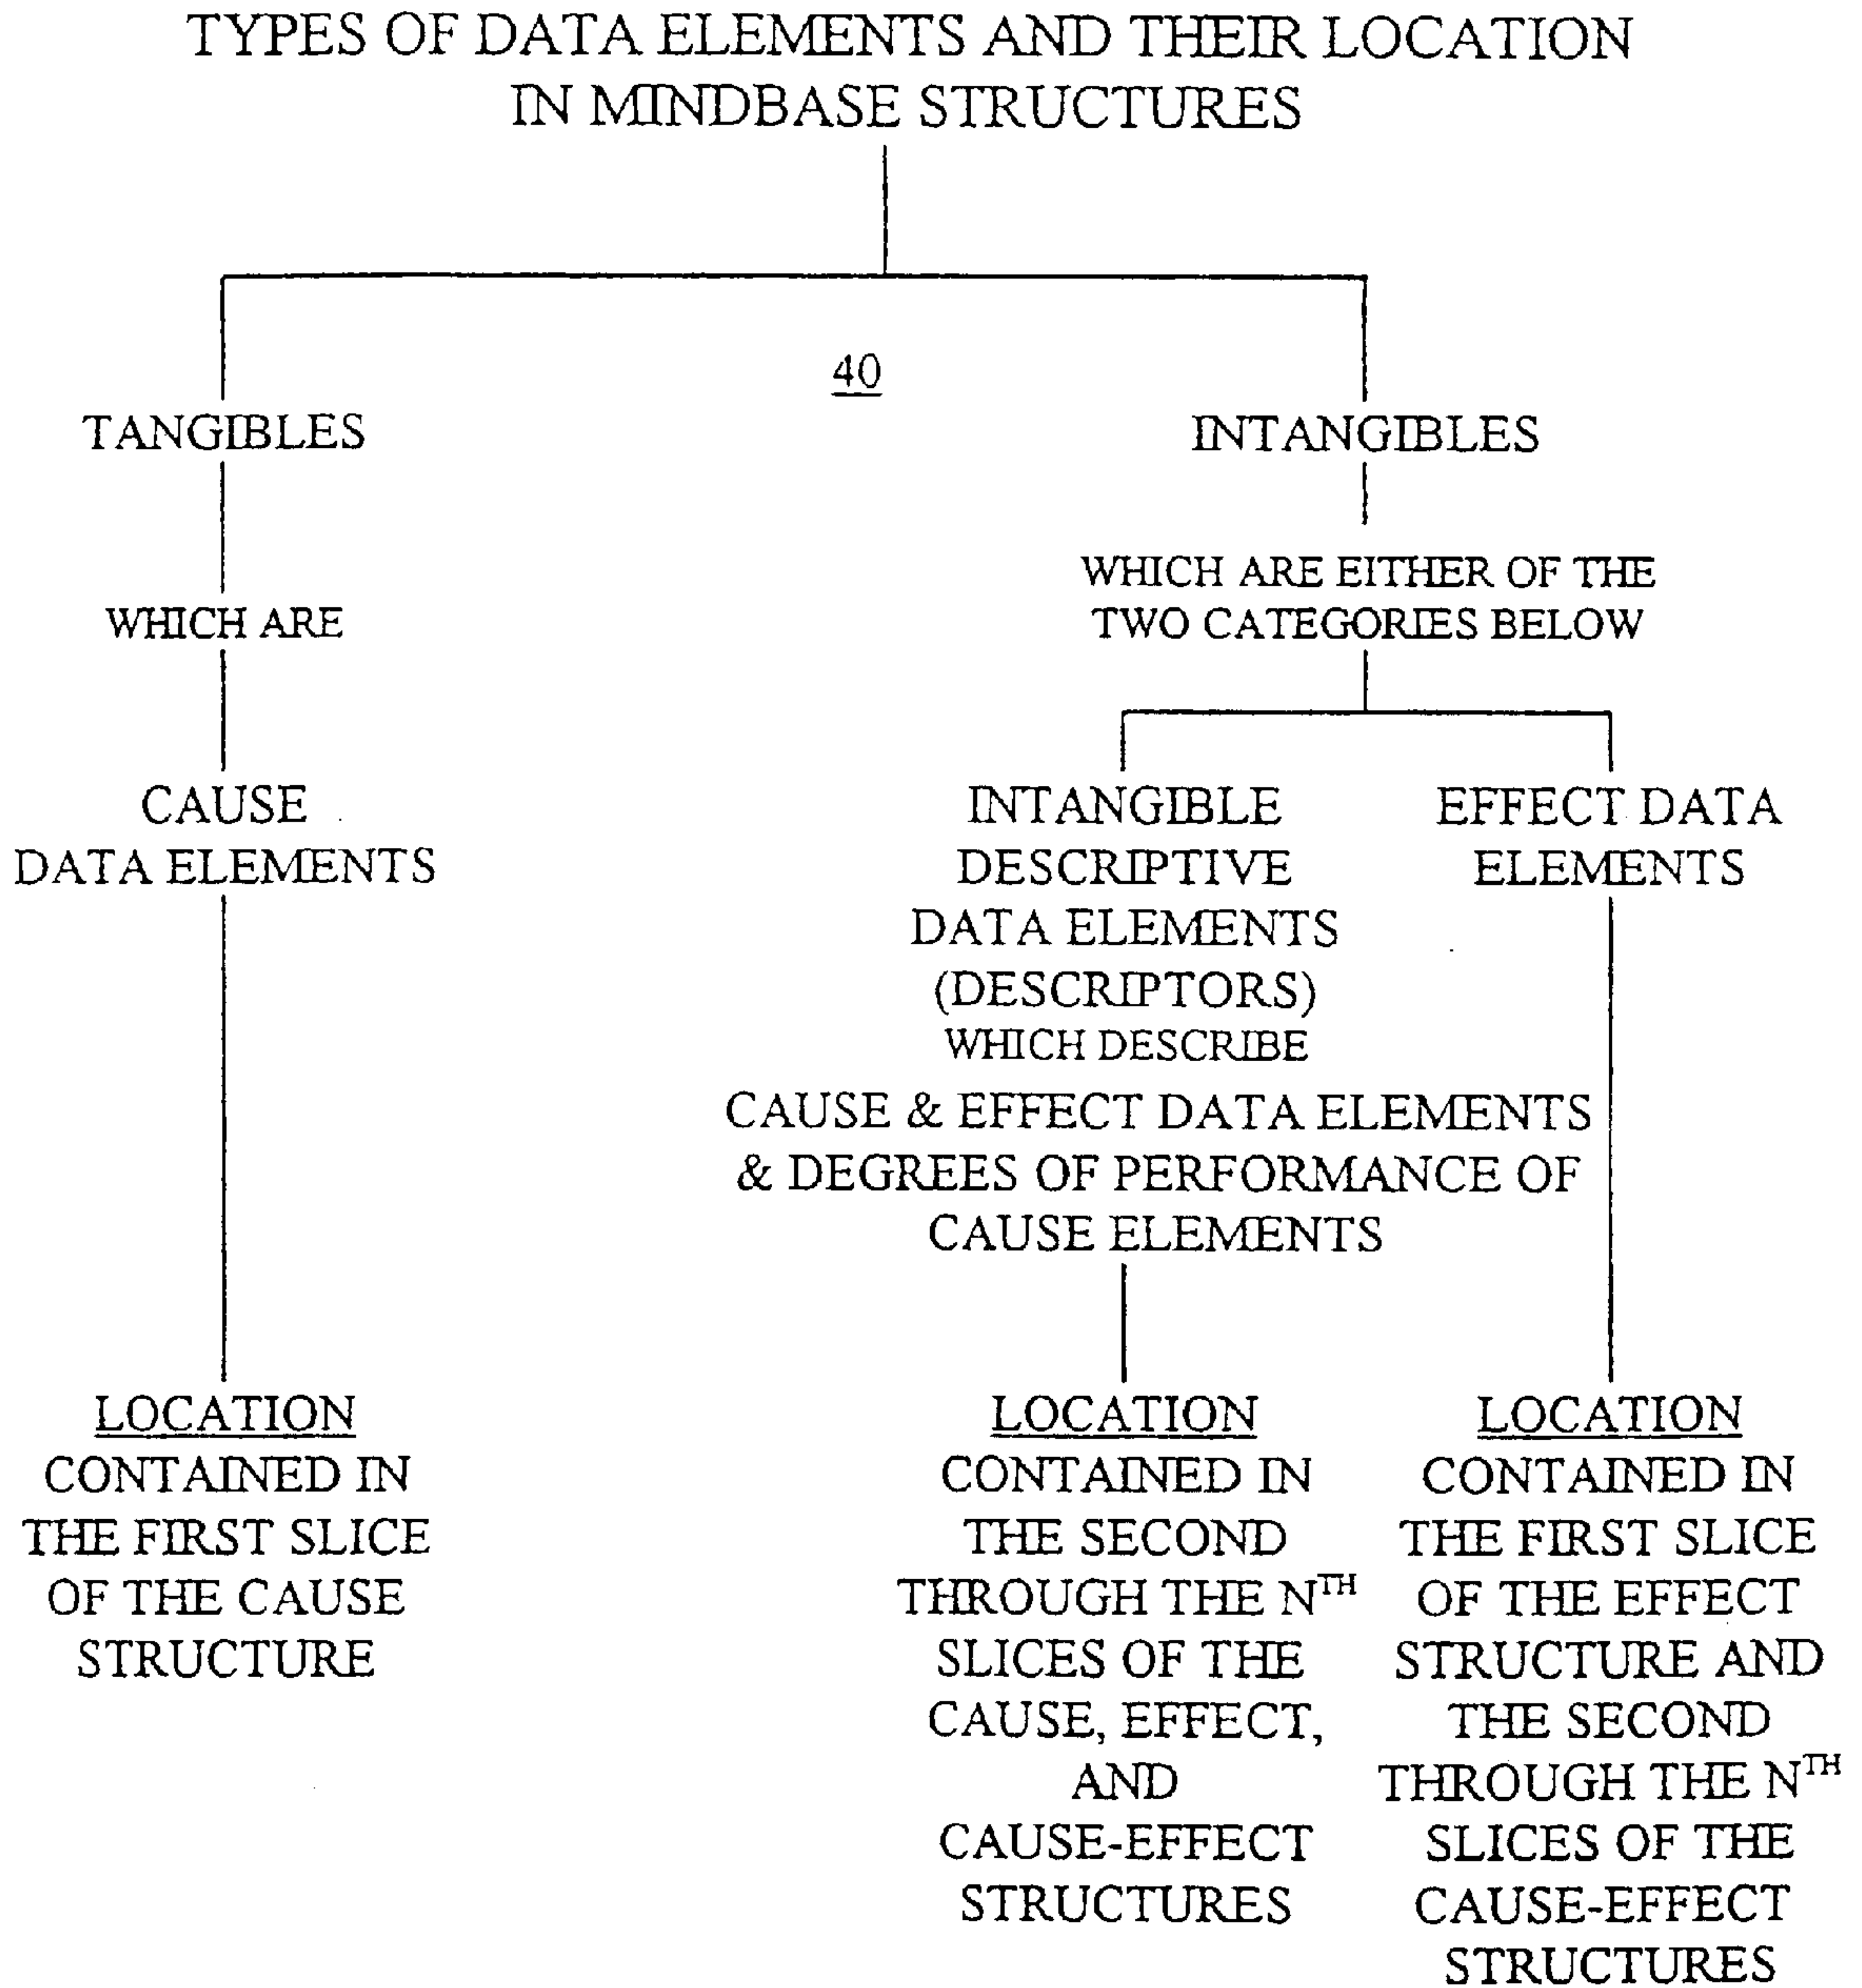 TYPES OF DATA ELEMENTS AND THEIR LOCATION
IN MINDBASE STRUCTURES
40
TANGIBLES
WHICH ARE
CAUSE
DATA ELEMENTS
LOCATION
CONTAINED IN
THE FIRST SLICE
OF THE CAUSE
STRUCTURE
INTANGIBLES
WHICH ARE EITHER OF THE
TWO CATEGORIES BELOW
INTANGIBLE
DESCRIPTIVE
DATA ELEMENTS
(DESCRIPTORS)
WHICH DESCRIBE
CAUSE & EFFECT DATA ELEMENTS
& DEGREES OF PERFORMANCE OF
CAUSE ELEMENTS
LOCATION
CONTAINED IN
THE SECOND
THROUGH THE NTH
SLICES OF THE
CAUSE, EFFECT,
AND
CAUSE-EFFECT
STRUCTURES
EFFECT DATA
ELEMENTS
LOCATION
CONTAINED IN
THE FIRST SLICE
OF THE EFFECT
STRUCTURE AND
THE SECOND
THROUGH THE NTH
SLICES OF THE
CAUSE-EFFECT
STRUCTURES